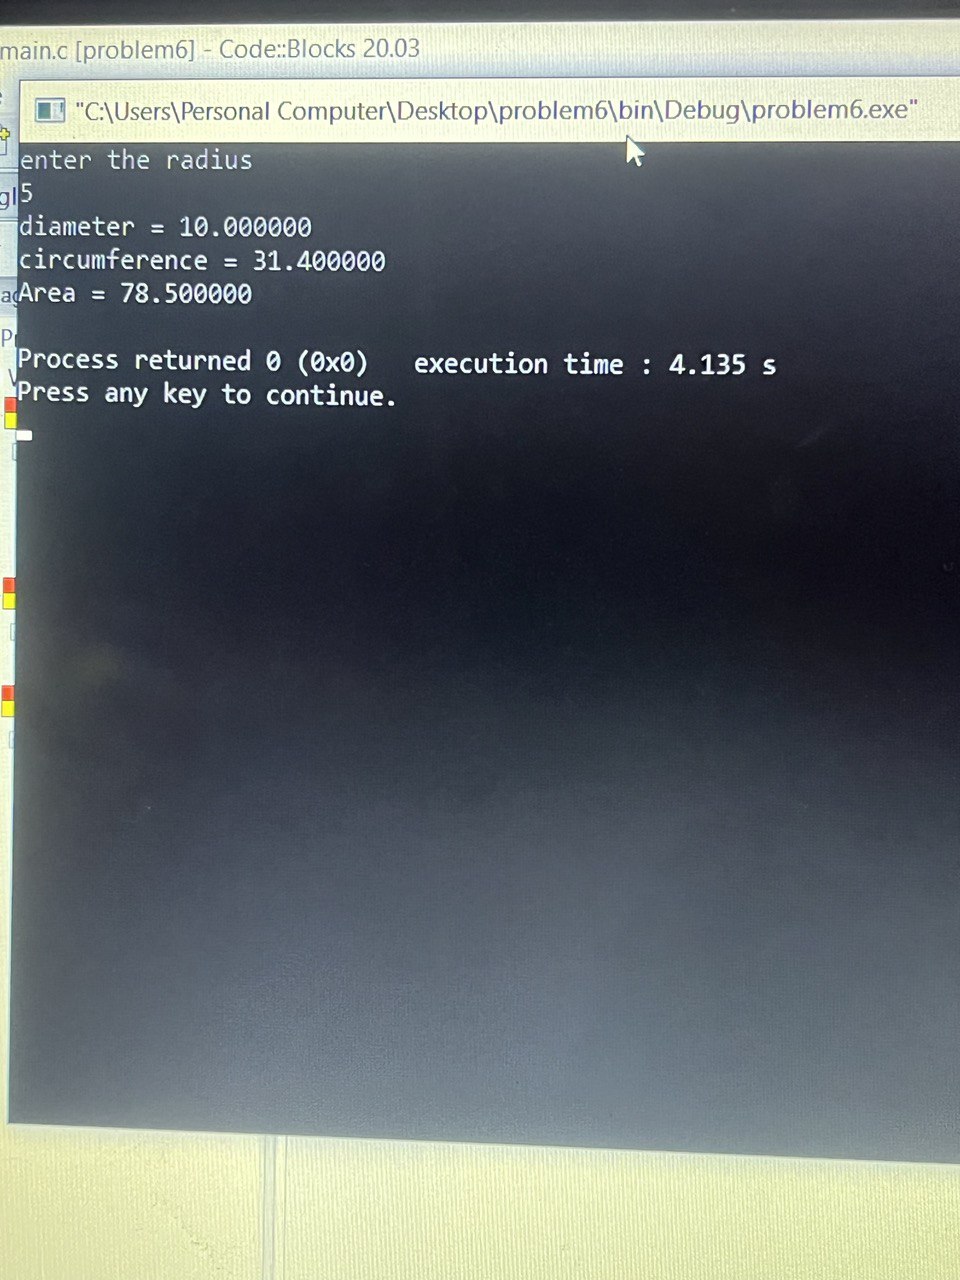 main.c [problem6] - Code::Blocks 20.03
"C:\Users\Personal Computer\Desktop\problem6\bin\Debug\problem6.exe"
enter the radius
5
diameter = 10.000000
circumference = 31.400000
Area = 78.500000
Process returned 0 (0x0)   execution time : 4.135 s
Press any key to continue.